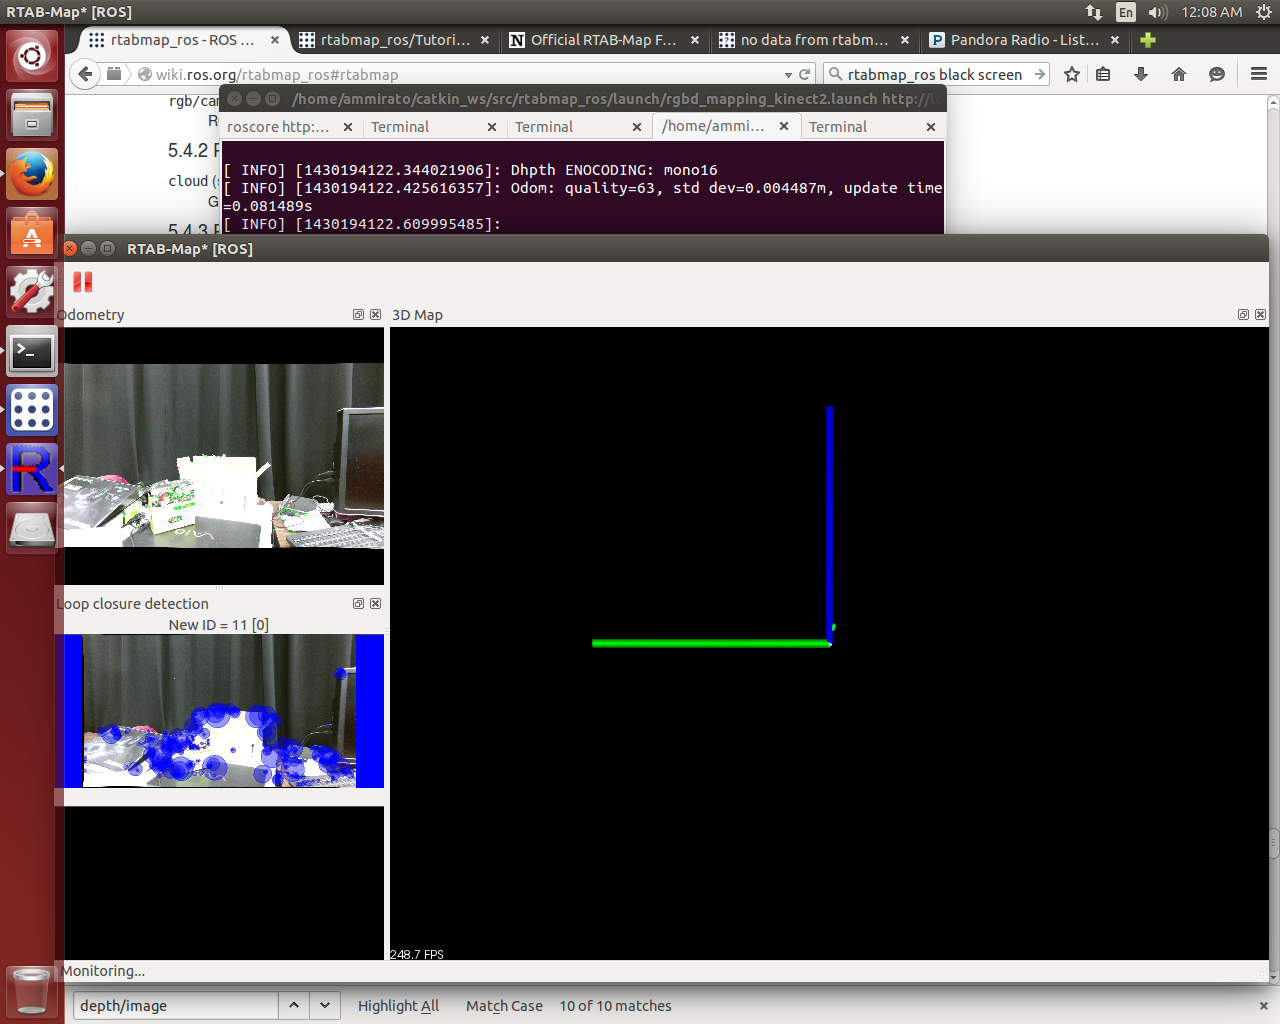 RTAB-Map* [ROS]
En
12:08 AM
rtabmap_ros - ROS ...
rtabmap_ros/Tutori...
Official RTAB-Map F...
no data from rtabm...
Pandora Radio - List...
wiki.ros.org/rtabmap_ros#rtabmap
rtabmap_ros black screen
rgb/cam
/home/ammirato/catkin_ws/src/rtabmap_ros/launch/rgbd_mapping_kinect2.launch http://l
roscore http:...
Terminal
Terminal
/home/ammi...
Terminal
5.4.2 P
cloud (s
5.4.3 P
[ INFO] [1430194122.344021906]: Dhpth ENOCODING: mono16
[ INFO] [1430194122.425616357]: Odom: quality=63, std dev=0.004487m, update time
=0.081489s
[ INFO] [1430194122.609995485]:
RTAB-Map* [ROS]
Odometry
3D Map
Loop closure detection
New ID = 11 [0]
248.7 FPS
Monitoring...
depth/image
Highlight All
Match Case
10 of 10 matches